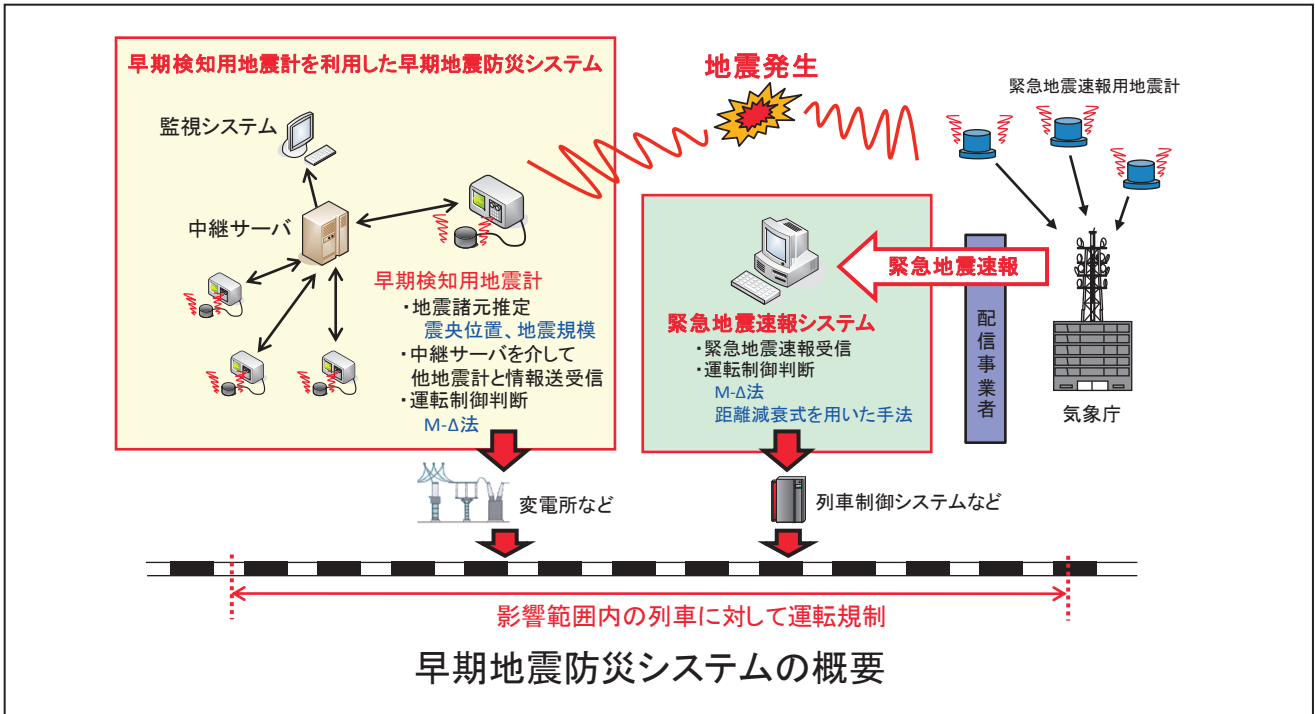 早期検知用地震計を利用した早期地震防災システム
監視システム
中継サーバ
早期検知用地震計
・地震諸元推定
震央位置、地震規模
・中継サーバを介して
他地震計と情報送受信
・運転制御判断
M-Δ法
地震発生
緊急地震速報用地震計
緊急地震速報
配信事業者
気象庁
緊急地震速報システム
・緊急地震速報受信
・運転制御判断
M-Δ法
距離減衰式を用いた手法
変電所など
列車制御システムなど
影響範囲内の列車に対して運転規制
早期地震防災システムの概要